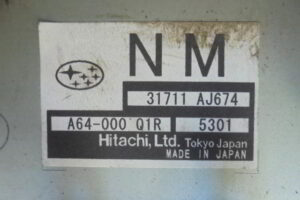 NM
31711 AJ674
A64-000 Q1R 5301
Hitachi, Ltd. Tokyo Japan
MADE IN JAPAN